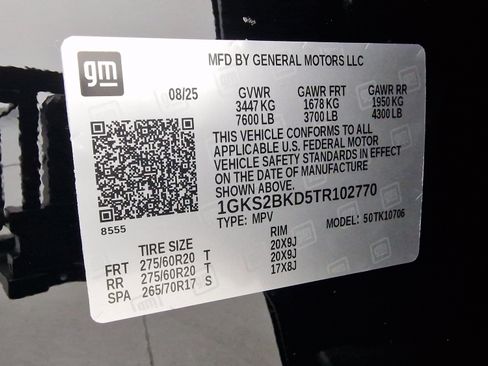 gm
MFD BY GENERAL MOTORS LLC
08/25 GVWR GAWR FRT GAWR RR
3447 KG 1678 KG 1950 KG
7600 LB 3700 LB 4300 LB
THIS VEHICLE CONFORMS TO ALL
APPLICABLE U.S. FEDERAL MOTOR
VEHICLE SAFETY STANDARDS IN EFFECT
ON THE DATE OF MANUFACTURE
SHOWN ABOVE.
1GKS2BKD5TR102770
8555 TYPE: MPV MODEL: 50TK10706
TIRE SIZE RIM
FRT 275/60R20 T 20X9J
RR 275/60R20 T 20X9J
SPA 265/70R17 S 17X8J